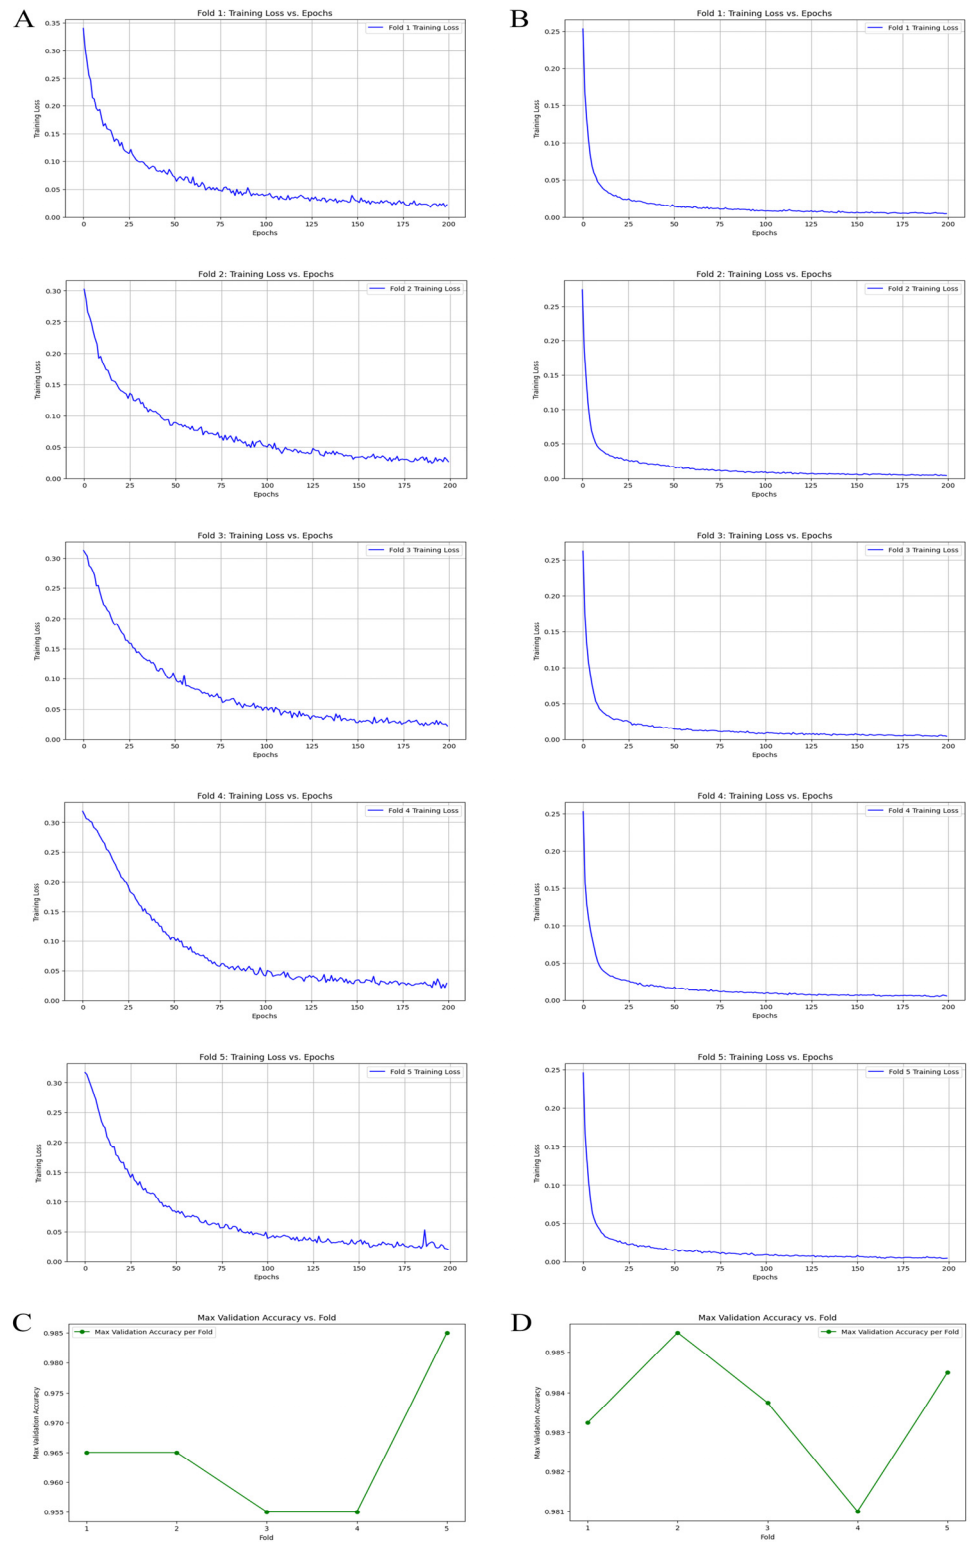 A
Fold 1: Training Loss vs. Epochs
Fold 1 Training Loss
0.35
0.30
0.25
0.20
0.15
0.10
0.05
0.00
Training Loss
0 25 50 75 100 125 150 175 200
Epochs
B
Fold 1: Training Loss vs. Epochs
Fold 1 Training Loss
0.25
0.20
0.15
0.10
0.05
0.00
Training Loss
0 25 50 75 100 125 150 175 200
Epochs
Fold 2: Training Loss vs. Epochs
Fold 2 Training Loss
0.30
0.25
0.20
0.15
0.10
0.05
0.00
Training Loss
0 25 50 75 100 125 150 175 200
Epochs
Fold 2: Training Loss vs. Epochs
Fold 2 Training Loss
0.25
0.20
0.15
0.10
0.05
0.00
Training Loss
0 25 50 75 100 125 150 175 200
Epochs
Fold 3: Training Loss vs. Epochs
Fold 3 Training Loss
0.30
0.25
0.20
0.15
0.10
0.05
0.00
Training Loss
0 25 50 75 100 125 150 175 200
Epochs
Fold 3: Training Loss vs. Epochs
Fold 3 Training Loss
0.25
0.20
0.15
0.10
0.05
0.00
Training Loss
0 25 50 75 100 125 150 175 200
Epochs
Fold 4: Training Loss vs. Epochs
Fold 4 Training Loss
0.30
0.25
0.20
0.15
0.10
0.05
0.00
Training Loss
0 25 50 75 100 125 150 175 200
Epochs
Fold 4: Training Loss vs. Epochs
Fold 4 Training Loss
0.25
0.20
0.15
0.10
0.05
0.00
Training Loss
0 25 50 75 100 125 150 175 200
Epochs
Fold 5: Training Loss vs. Epochs
Fold 5 Training Loss
0.30
0.25
0.20
0.15
0.10
0.05
0.00
Training Loss
0 25 50 75 100 125 150 175 200
Epochs
Fold 5: Training Loss vs. Epochs
Fold 5 Training Loss
0.25
0.20
0.15
0.10
0.05
0.00
Training Loss
0 25 50 75 100 125 150 175 200
Epochs
C
Max Validation Accuracy vs. Fold
Max Validation Accuracy per Fold
0.985
0.980
0.975
0.970
0.965
0.960
0.955
Max Validation Accuracy
1 2 3 4 5
Fold
D
Max Validation Accuracy vs. Fold
Max Validation Accuracy per Fold
0.985
0.984
0.983
0.982
0.981
Max Validation Accuracy
1 2 3 4 5
Fold